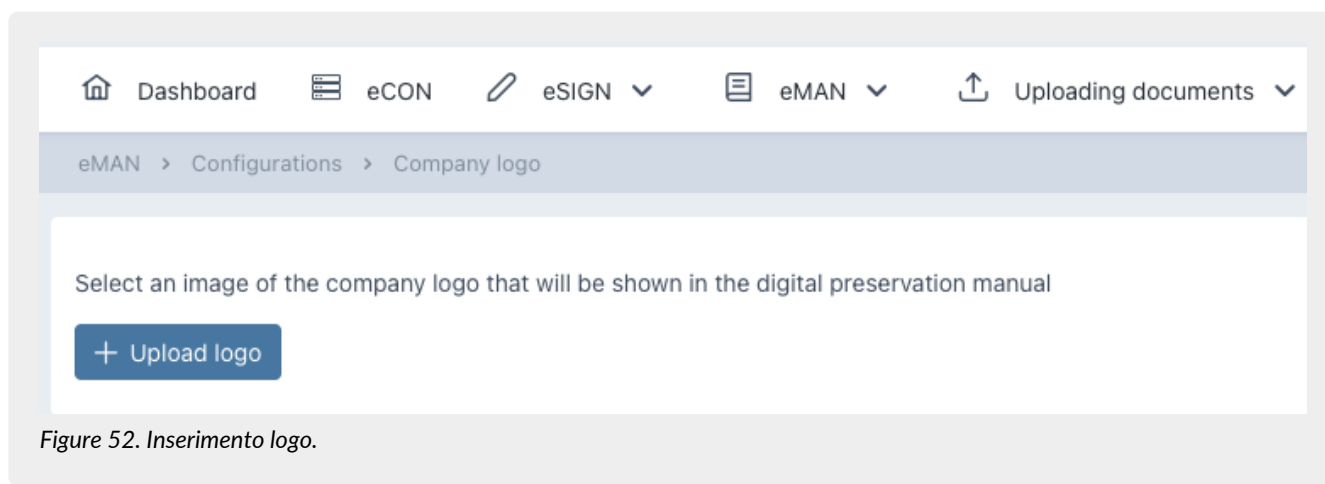 Dashboard eCON eSIGN eMAN Uploading documents
eMAN > Configurations > Company logo
Select an image of the company logo that will be shown in the digital preservation manual
+ Upload logo
Figure 52. Inserimento logo.